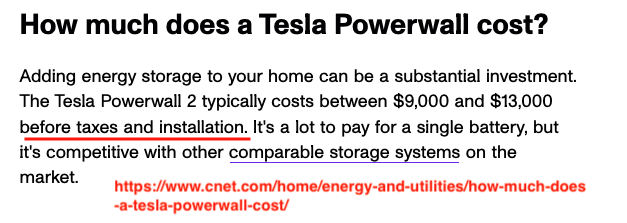 How much does a Tesla Powerwall cost?
Adding energy storage to your home can be a substantial investment.
The Tesla Powerwall 2 typically costs between $9,000 and $13,000
before taxes and installation. It's a lot to pay for a single battery, but
it's competitive with other comparable storage systems on the
market.
https://www.cnet.com/home/energy-and-utilities/how-much-does
-a-tesla-powerwall-cost/